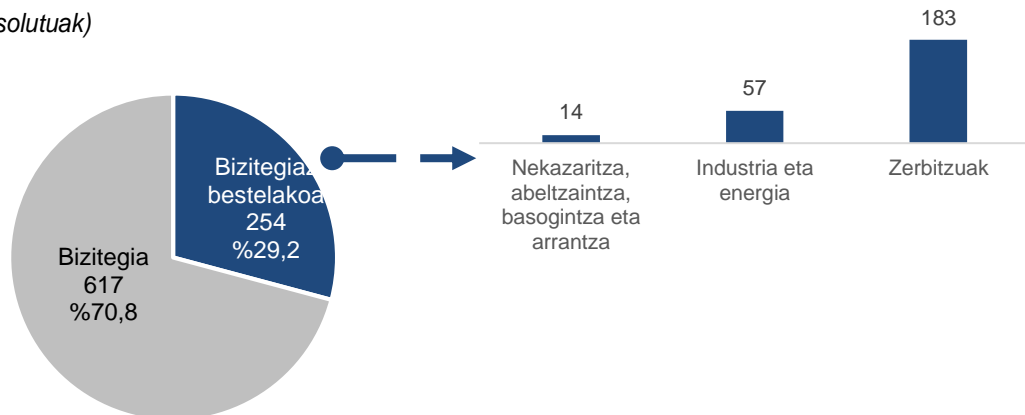 solutuak)
183
57
14
Nekazaritza,
abeltzaintza,
basogintza eta
arrantza
Industria eta
energia
Zerbitzuak
Bizitegiaz
bestelakoa
254
%29,2
Bizitegia
617
%70,8